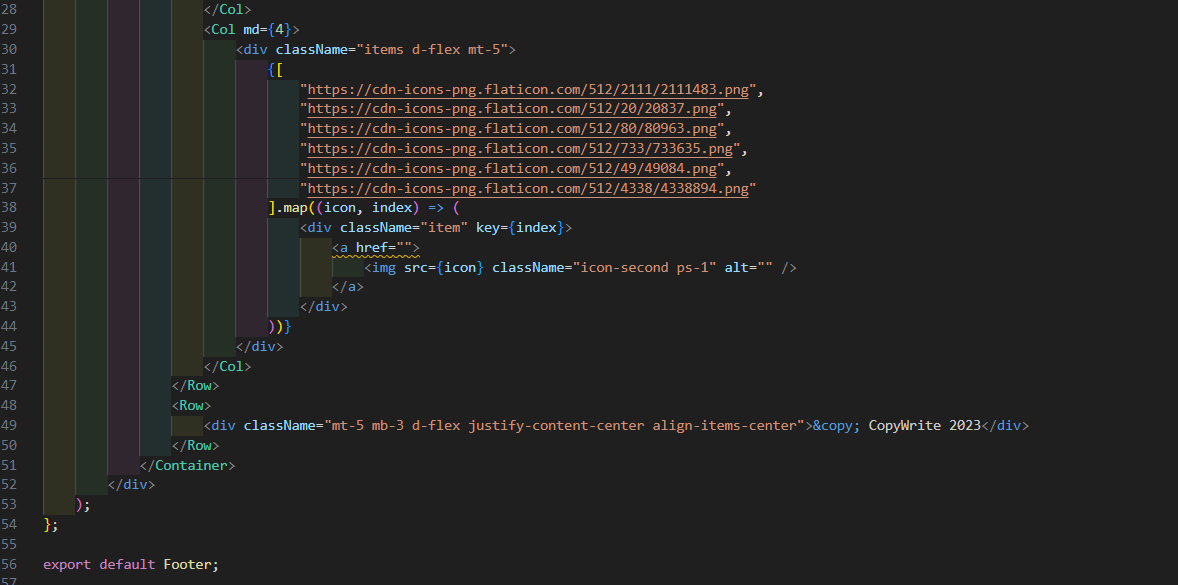 28 </Col>
29 <Col md={4}>
30 <div className="items d-flex mt-5">
31 {[
32 "https://cdn-icons-png.flaticon.com/512/2111/2111483.png",
33 "https://cdn-icons-png.flaticon.com/512/20/20837.png",
34 "https://cdn-icons-png.flaticon.com/512/80/80963.png",
35 "https://cdn-icons-png.flaticon.com/512/733/733635.png",
36 "https://cdn-icons-png.flaticon.com/512/49/49084.png",
37 "https://cdn-icons-png.flaticon.com/512/4338/4338894.png"
38 ].map((icon, index) => (
39 <div className="item" key={index}>
40 <a href="">
41 <img src={icon} className="icon-second ps-1" alt="" />
42 </a>
43 </div>
44 ))}
45 </div>
46 </Col>
47 </Row>
48 <Row>
49 <div className="mt-5 mb-3 d-flex justify-content-center align-items-center">&copy; CopyWrite 2023</div>
50 </Row>
51 </Container>
52 </div>
53 );
54 };
55
56 export default Footer;
57